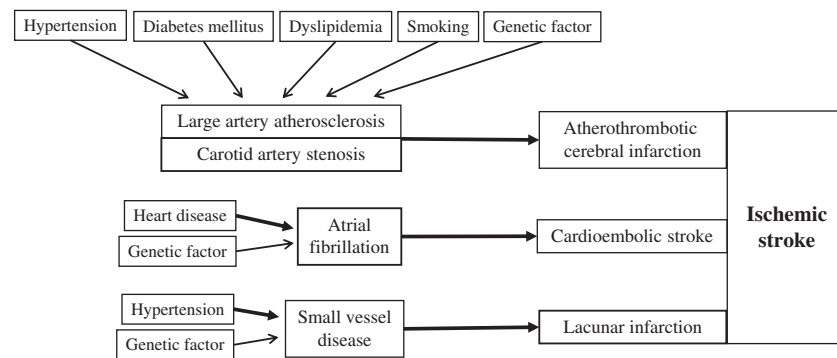 Hypertension
Diabetes mellitus
Dyslipidemia
Smoking
Genetic factor
Large artery atherosclerosis
Carotid artery stenosis
Atherothrombotic
cerebral infarction
Heart disease
Genetic factor
Atrial
fibrillation
Cardioembolic stroke
Ischemic
stroke
Hypertension
Genetic factor
Small vessel
disease
Lacunar infarction